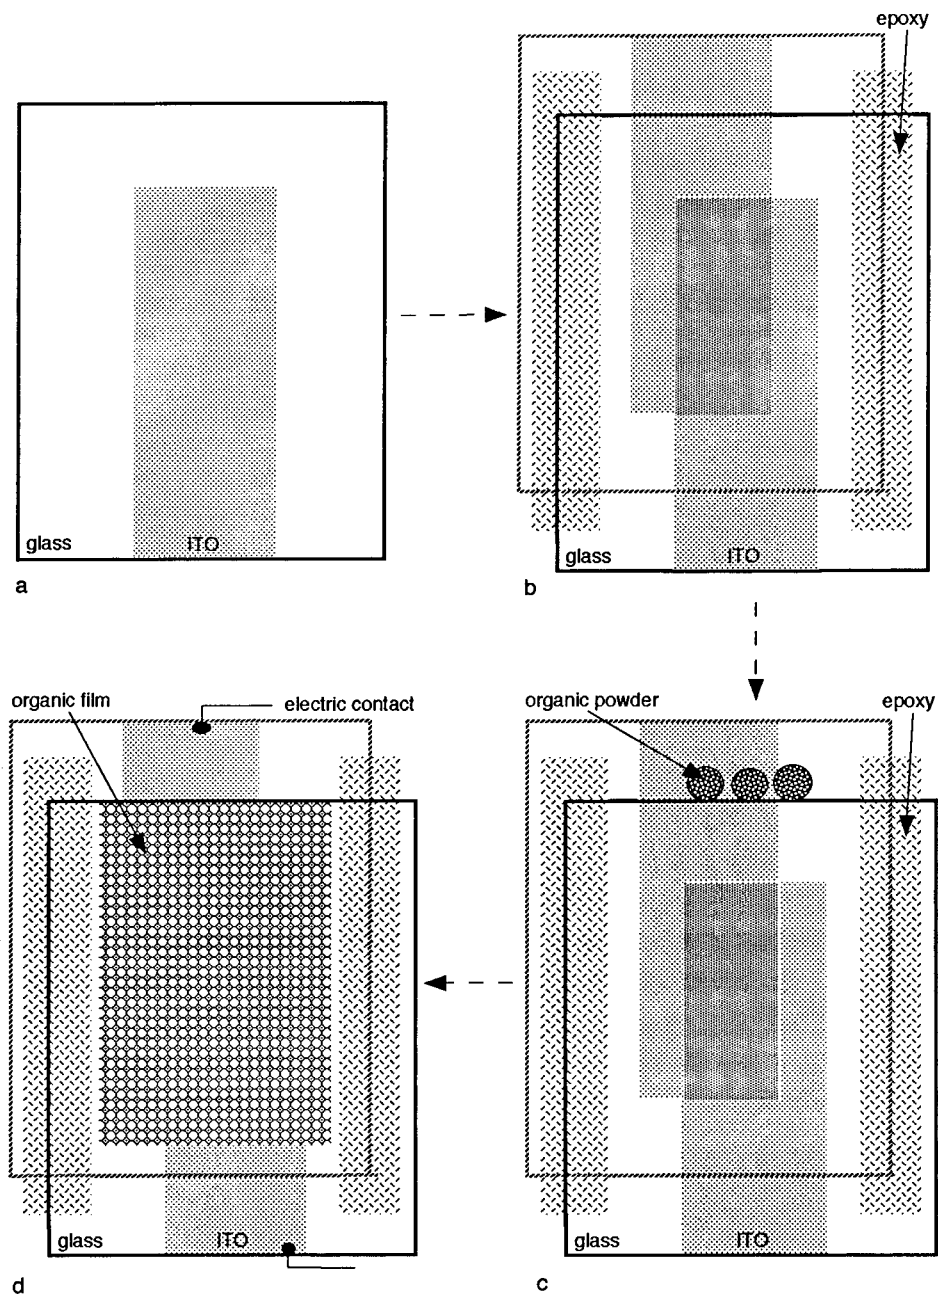 epoxy
glass
ITO
a
glass
ITO
b
organic film
electric contact
organic powder
epoxy
glass
ITO
d
glass
ITO
c